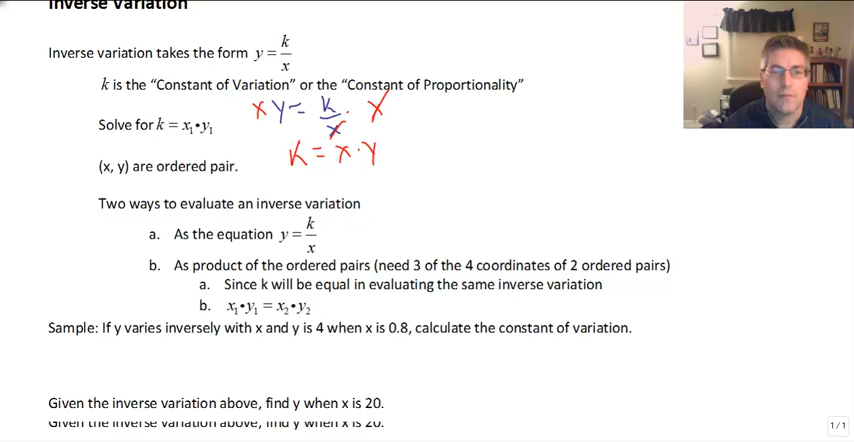 Inverse Variation
Inverse variation takes the form y = k/x
k is the “Constant of Variation” or the “Constant of Proportionality”
x y = k/x · x
Solve for k = x₁•y₁
K = x · y
(x, y) are ordered pair.
Two ways to evaluate an inverse variation
a. As the equation y = k/x
b. As product of the ordered pairs (need 3 of the 4 coordinates of 2 ordered pairs)
a. Since k will be equal in evaluating the same inverse variation
b. x₁•y₁ = x₂•y₂
Sample: If y varies inversely with x and y is 4 when x is 0.8, calculate the constant of variation.
Given the inverse variation above, find y when x is 20.
Given the inverse variation above, find y when x is 20.
1 / 1